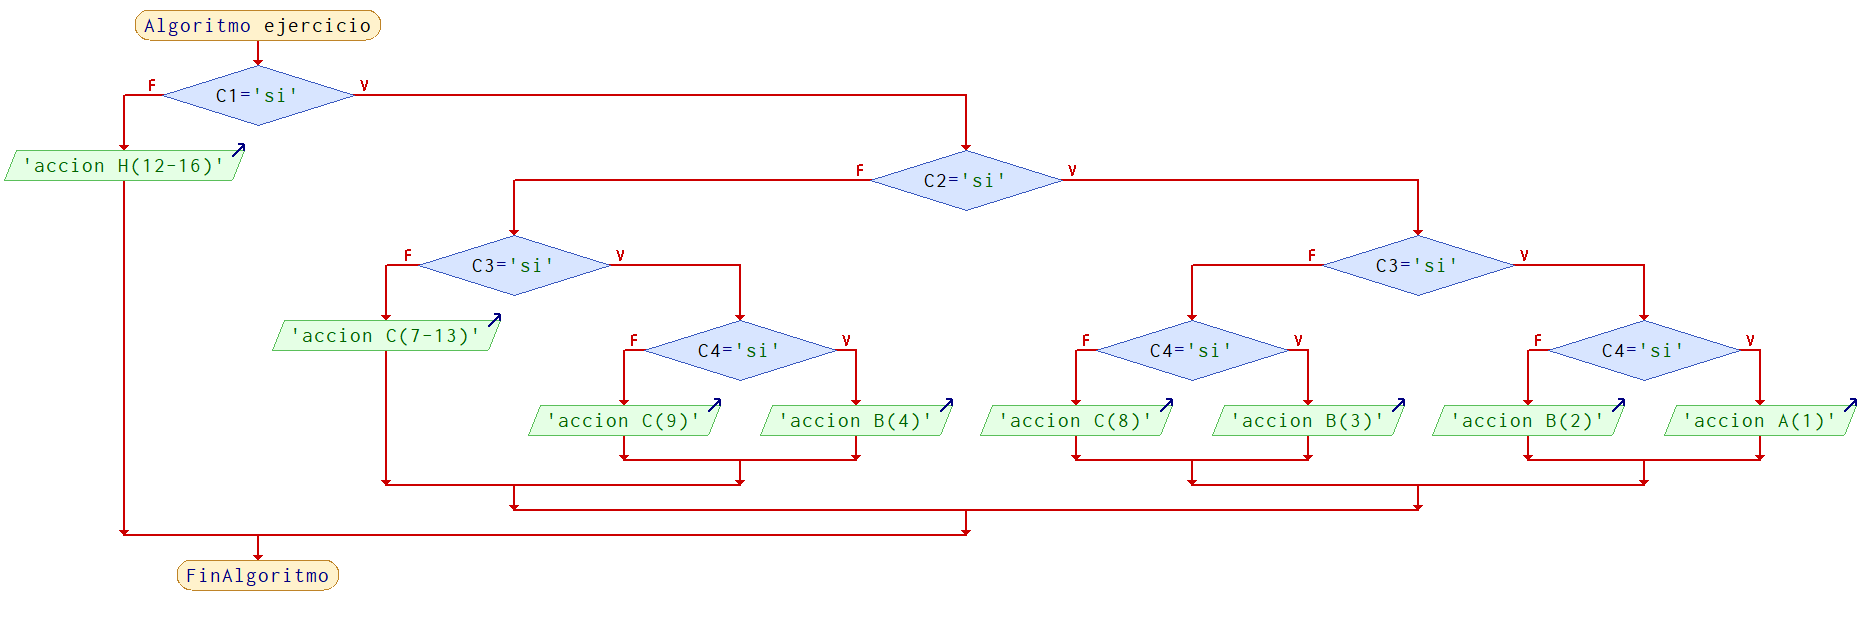 Algoritmo ejercicio
C1='si'
F
V
'accion H(12-16)'
C2='si'
F
V
C3='si'
F
V
C3='si'
F
V
'accion C(7-13)'
C4='si'
F
V
C4='si'
F
V
C4='si'
F
V
'accion C(9)'
'accion B(4)'
'accion C(8)'
'accion B(3)'
'accion B(2)'
'accion A(1)'
FinAlgoritmo